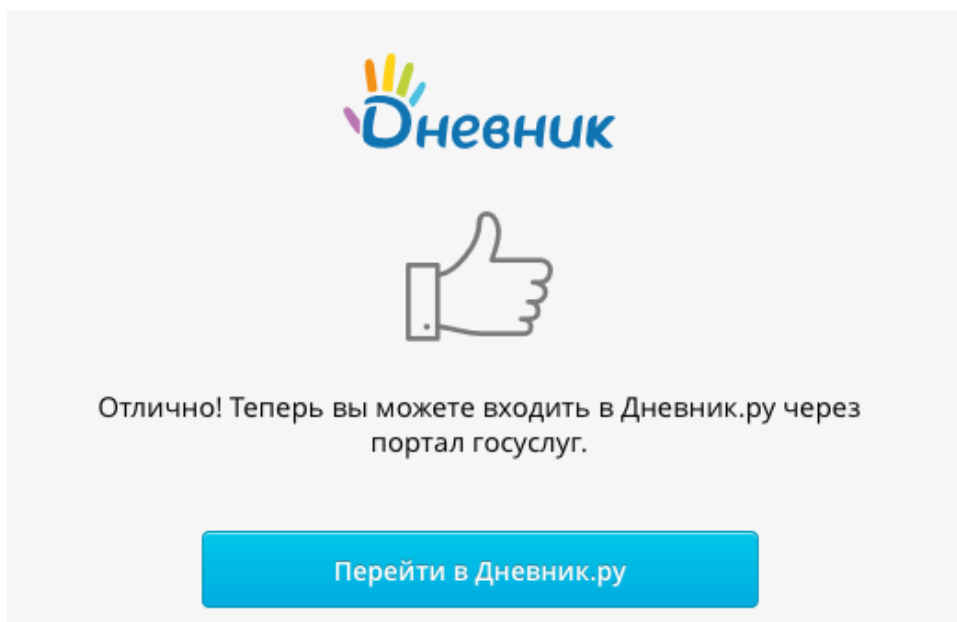 Дневник
Отлично! Теперь вы можете входить в Дневник.ру через
портал госуслуг.
Перейти в Дневник.ру